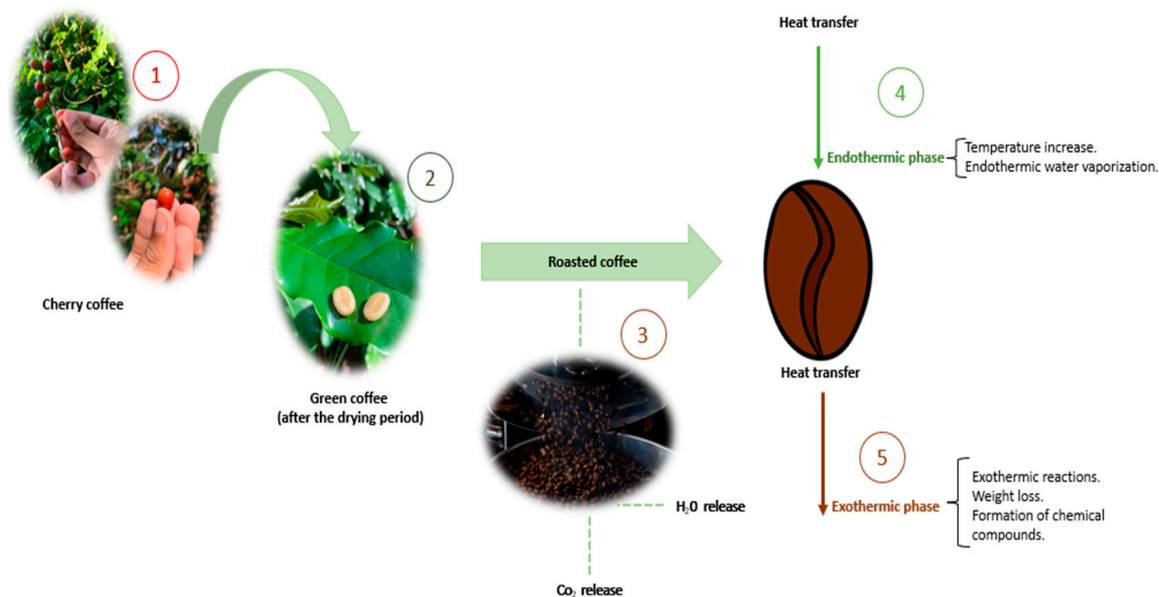 1
Cherry coffee
2
Green coffee
(after the drying period)
Roasted coffee
3
H₂0 release
Co₂ release
Heat transfer
4
Endothermic phase
Temperature increase.
Endothermic water vaporization.
Heat transfer
5
Exothermic phase
Exothermic reactions.
Weight loss.
Formation of chemical
compounds.